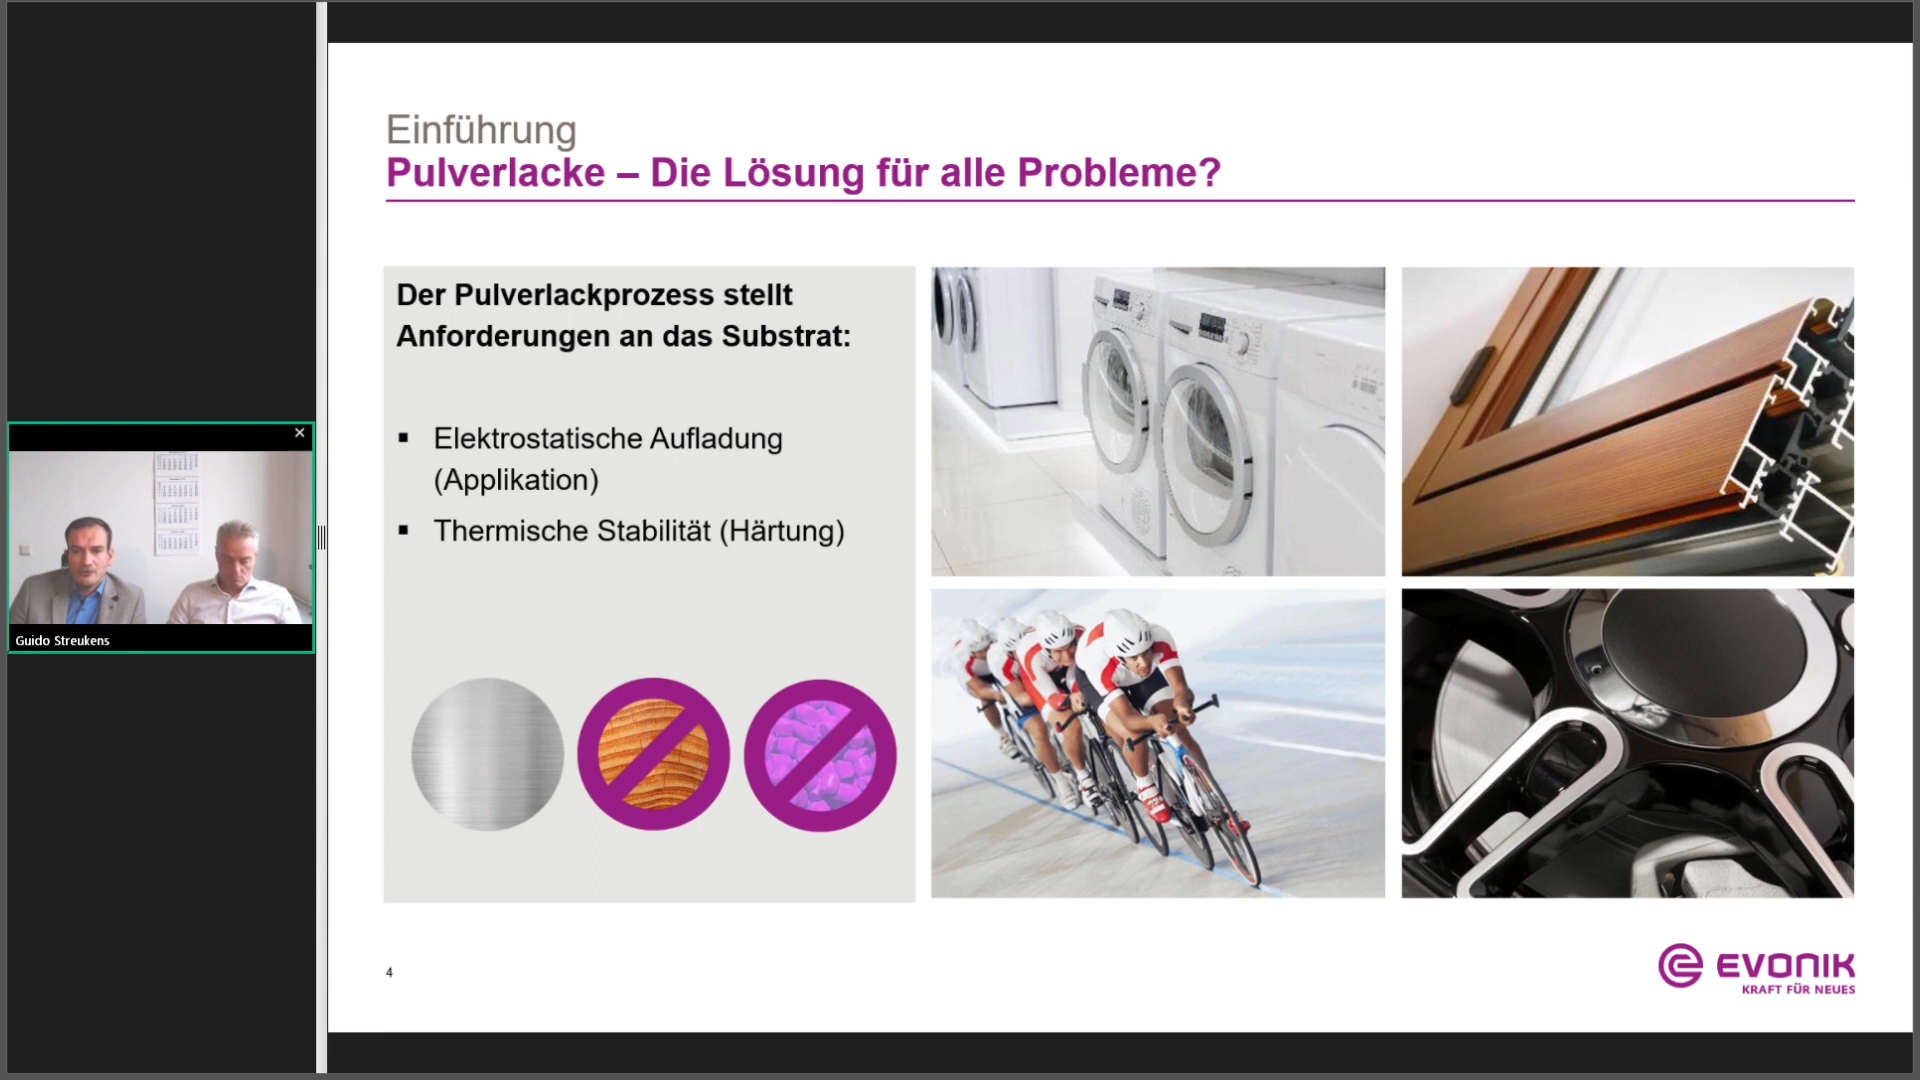 Einführung
Pulverlacke – Die Lösung für alle Probleme?
Der Pulverlackprozess stellt
Anforderungen an das Substrat:
▪ Elektrostatische Aufladung
(Applikation)
▪ Thermische Stabilität (Härtung)
Guido Streukens
4
EVONIK
KRAFT FÜR NEUES